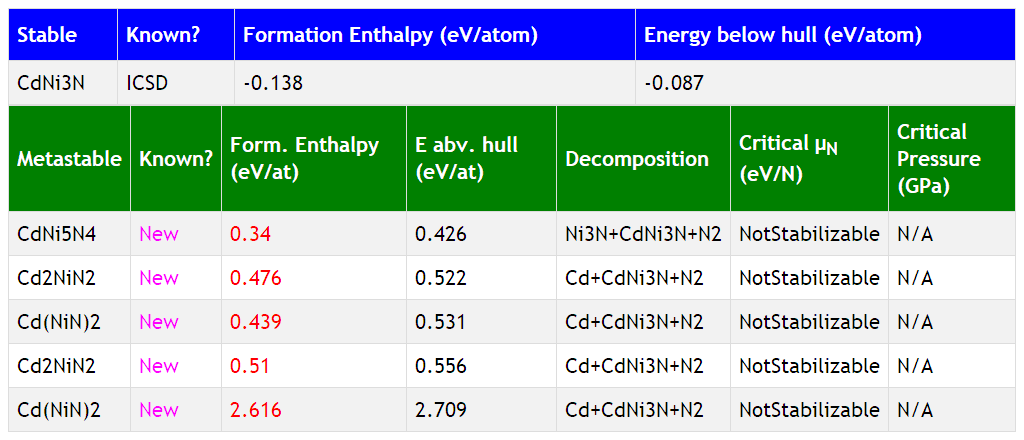 Stable Known? Formation Enthalpy (eV/atom) Energy below hull (eV/atom)
CdNi3N ICSD -0.138 -0.087
Metastable Known? Form. Enthalpy (eV/at) E abv. hull (eV/at) Decomposition Critical μN (eV/N) Critical Pressure (GPa)
CdNi5N4 New 0.34 0.426 Ni3N+CdNi3N+N2 NotStabilizable N/A
Cd2NiN2 New 0.476 0.522 Cd+CdNi3N+N2 NotStabilizable N/A
Cd(NiN)2 New 0.439 0.531 Cd+CdNi3N+N2 NotStabilizable N/A
Cd2NiN2 New 0.51 0.556 Cd+CdNi3N+N2 NotStabilizable N/A
Cd(NiN)2 New 2.616 2.709 Cd+CdNi3N+N2 NotStabilizable N/A